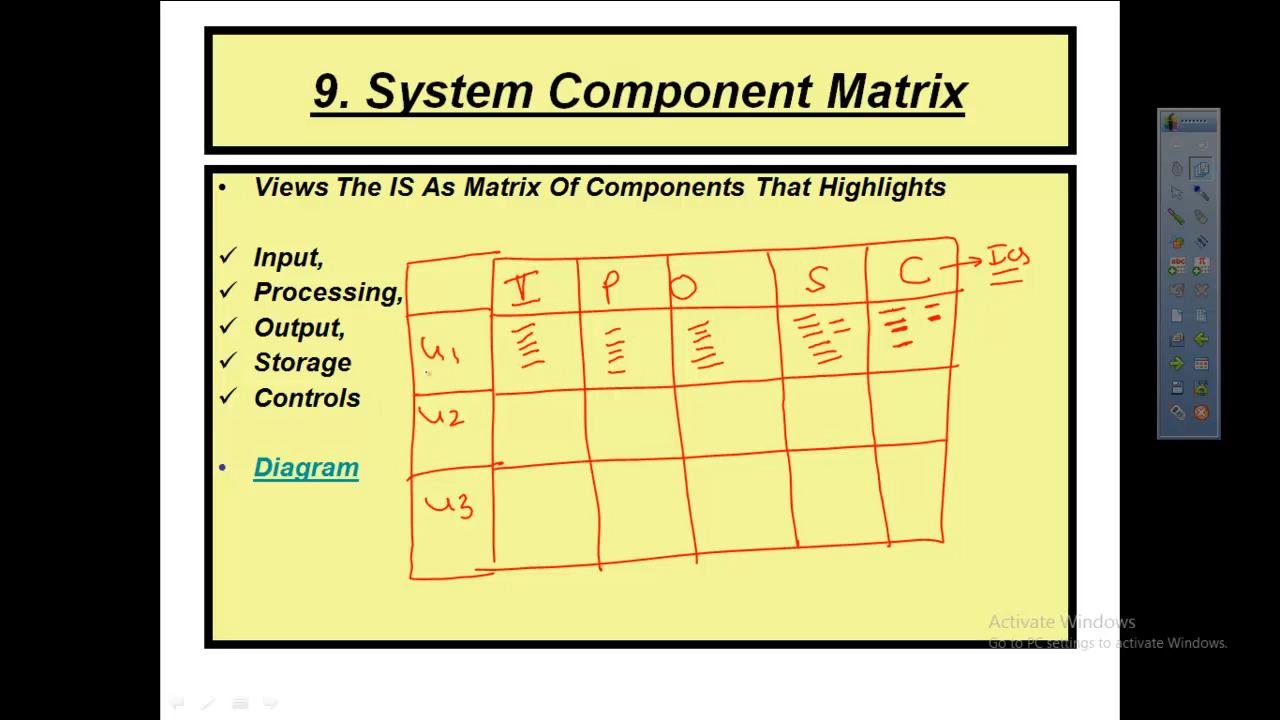 9. System Component Matrix
• Views The IS As Matrix Of Components That Highlights
✓ Input,
✓ Processing,
✓ Output,
✓ Storage
✓ Controls
• Diagram
I P O S C → ICs
U1
U2
U3
Activate Windows
Go to PC settings to activate Windows.